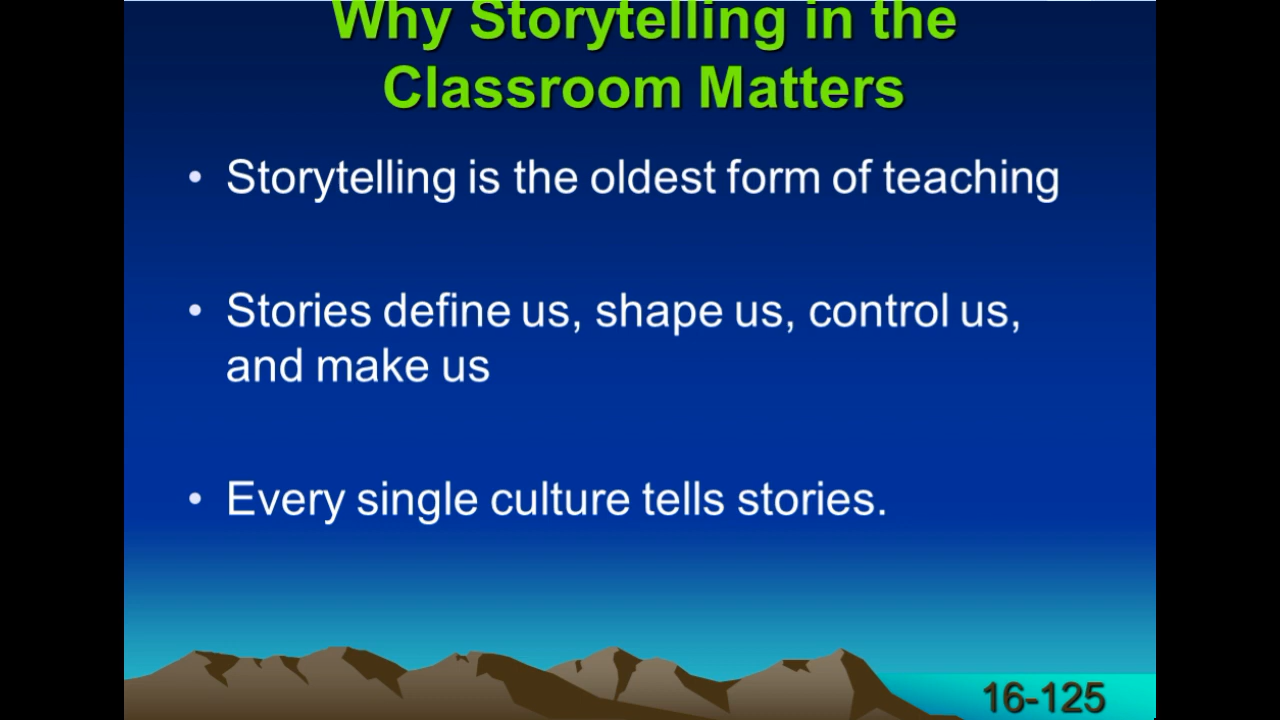 Why Storytelling in the
Classroom Matters
• Storytelling is the oldest form of teaching
• Stories define us, shape us, control us,
and make us
• Every single culture tells stories.
16-125